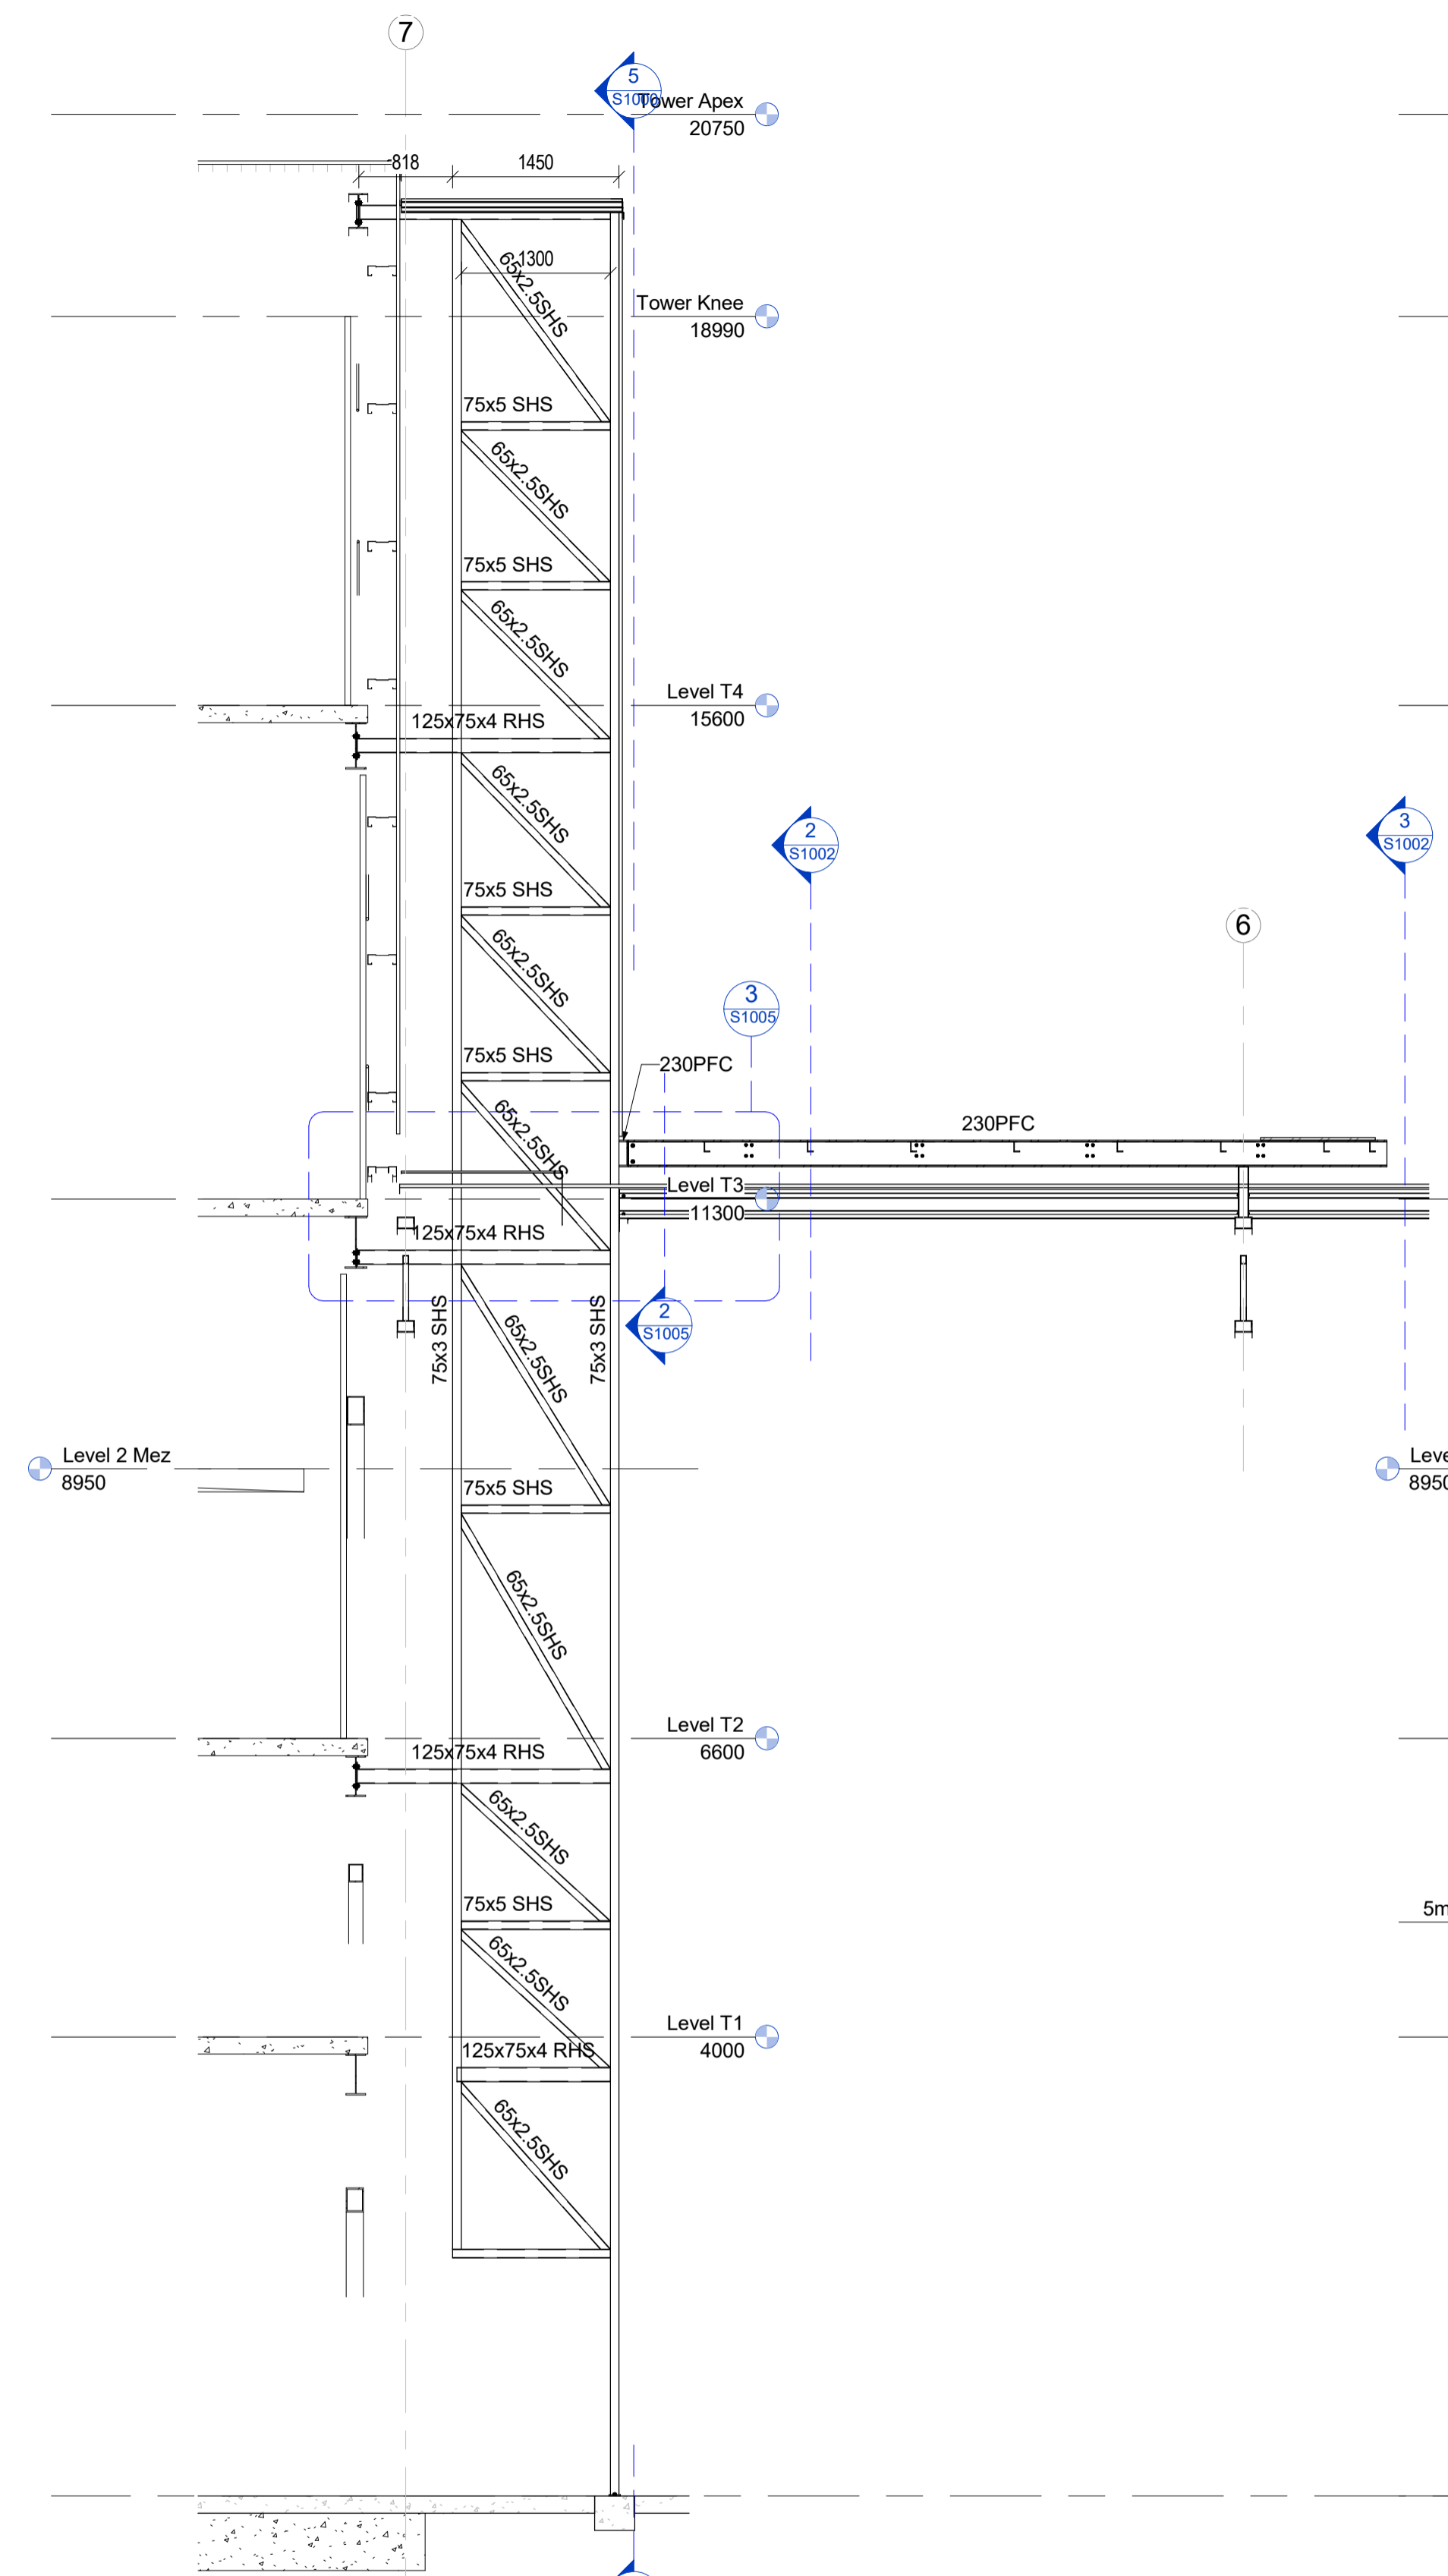 7
5
S1000
Tower Apex
20750
818
1450
1300
65x2.5SHS
Tower Knee
18990
75x5 SHS
65x2.5SHS
75x5 SHS
65x2.5SHS
Level T4
15600
125x75x4 RHS
65x2.5SHS
2
S1002
3
S1002
75x5 SHS
6
65x2.5SHS
3
S1005
75x5 SHS
230PFC
65x2.5SHS
230PFC
Level T3
11300
125x75x4 RHS
75x3 SHS
75x3 SHS
2
S1005
65x2.5SHS
Level 2 Mez
8950
Leve
8950
75x5 SHS
65x2.5SHS
Level T2
6600
125x75x4 RHS
65x2.5SHS
75x5 SHS
5m
65x2.5SHS
Level T1
4000
125x75x4 RHS
65x2.5SHS